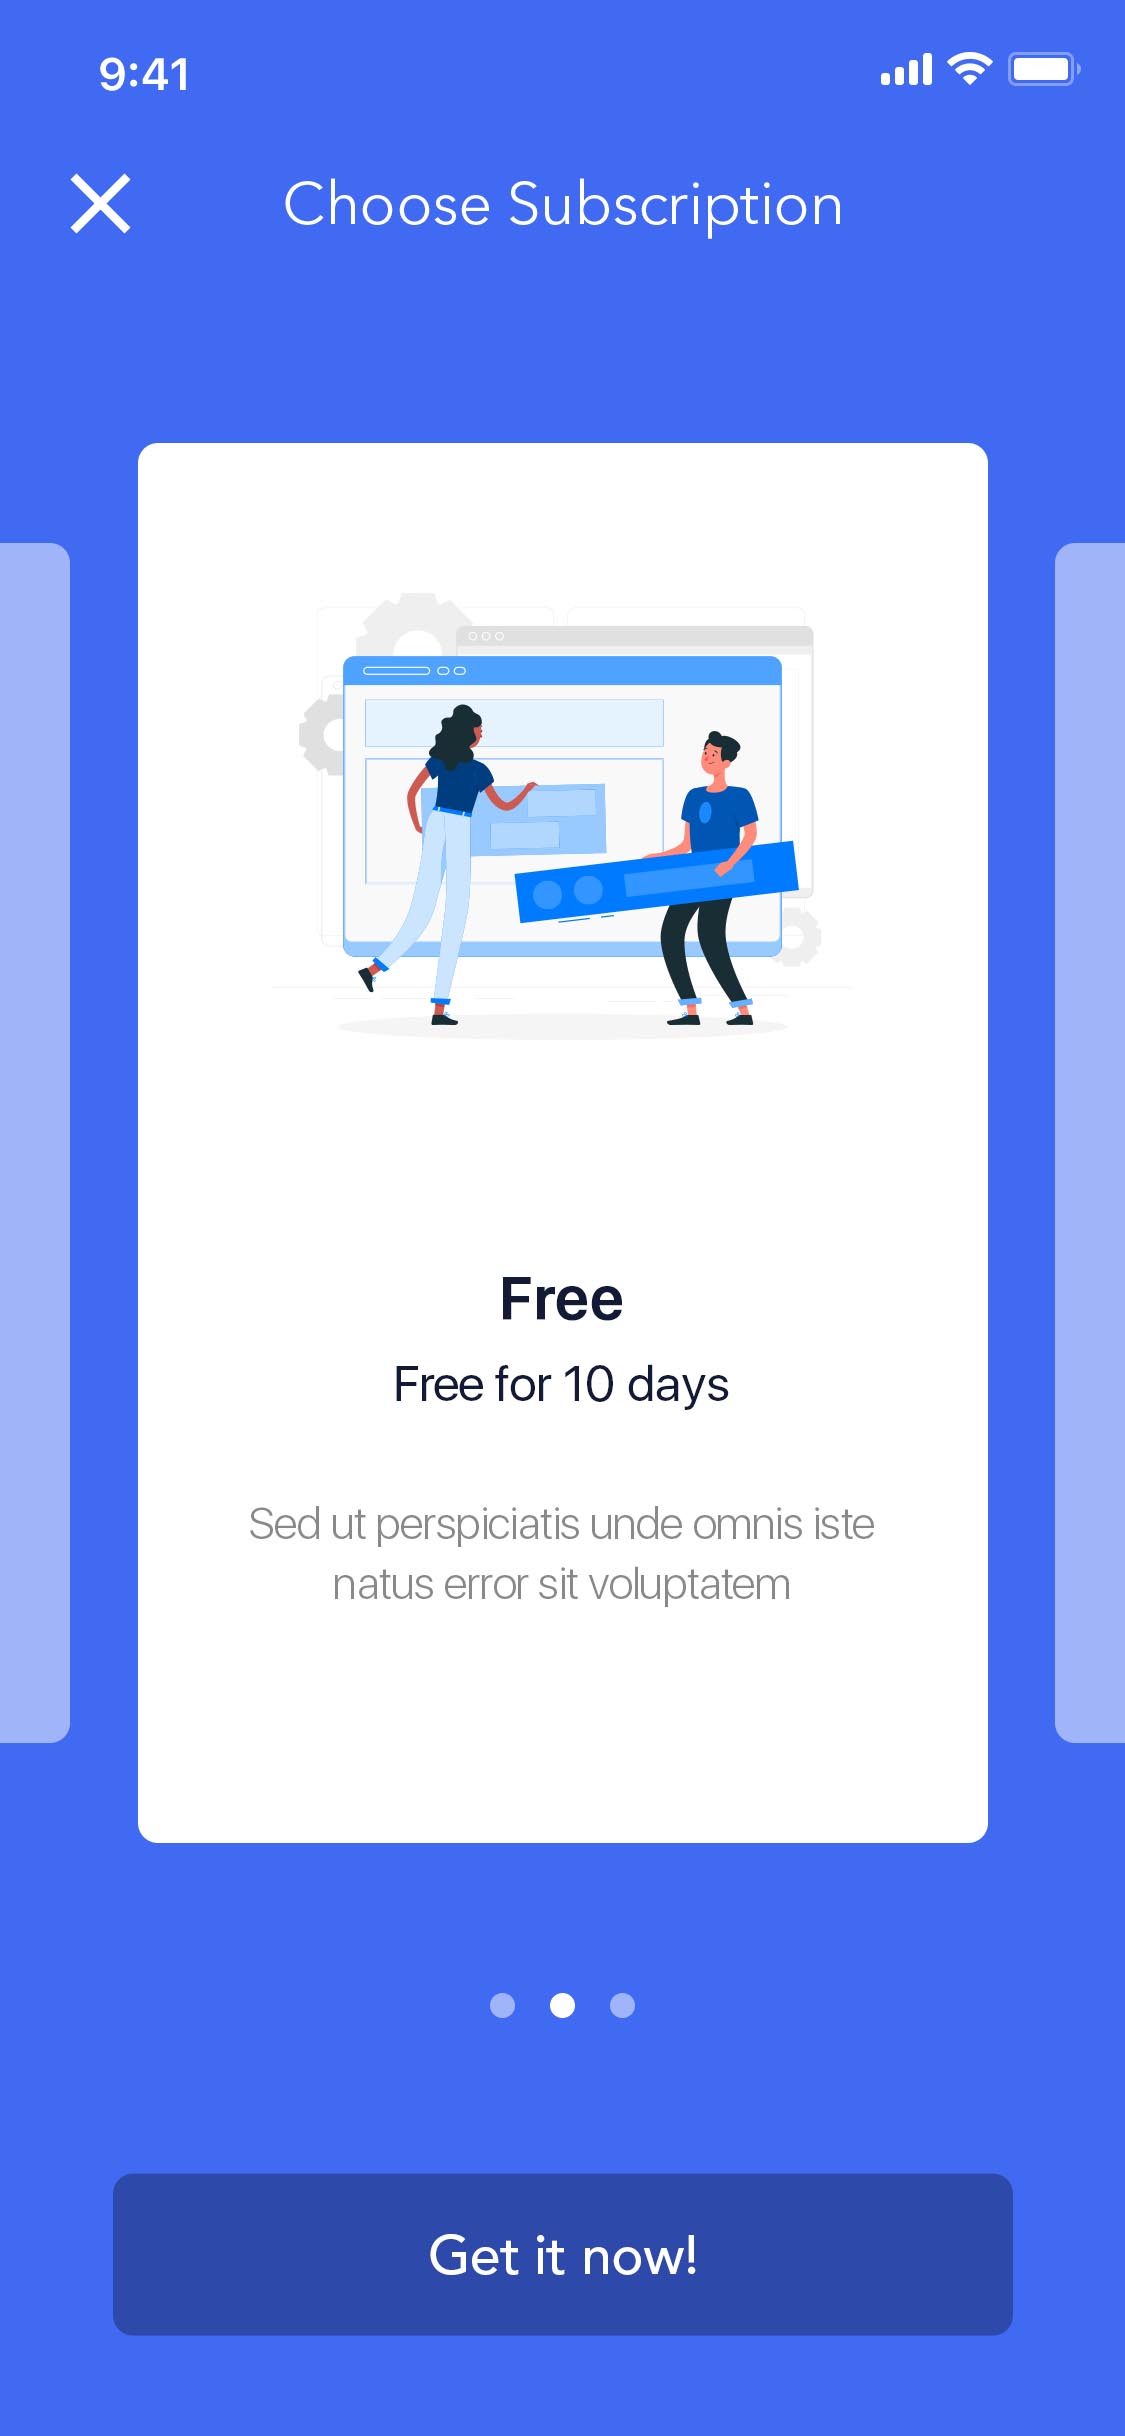 9:41
Choose Subscription
Free
Free for 10 days
Sed ut perspiciatis unde omnis iste
natus error sit voluptatem
Get it now!